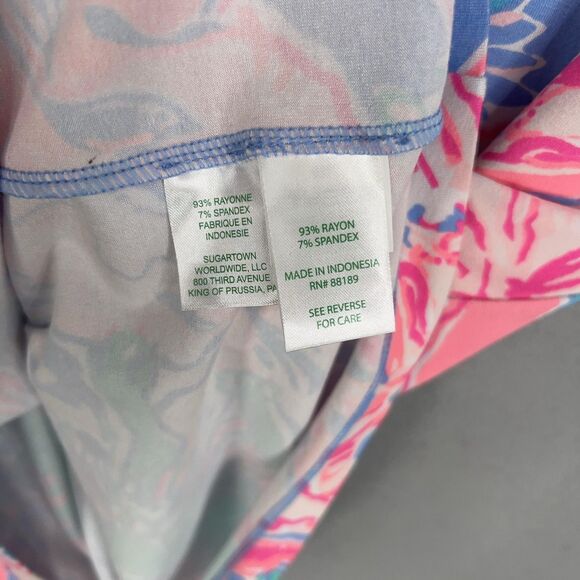 93% RAYONNE
7% SPANDEX
FABRIQUE EN
INDONESIE
SUGARTOWN
WORLDWIDE, LLC
800 THIRD AVENUE
KING OF PRUSSIA, PA
93% RAYON
7% SPANDEX
MADE IN INDONESIA
RN# 88189
SEE REVERSE
FOR CARE